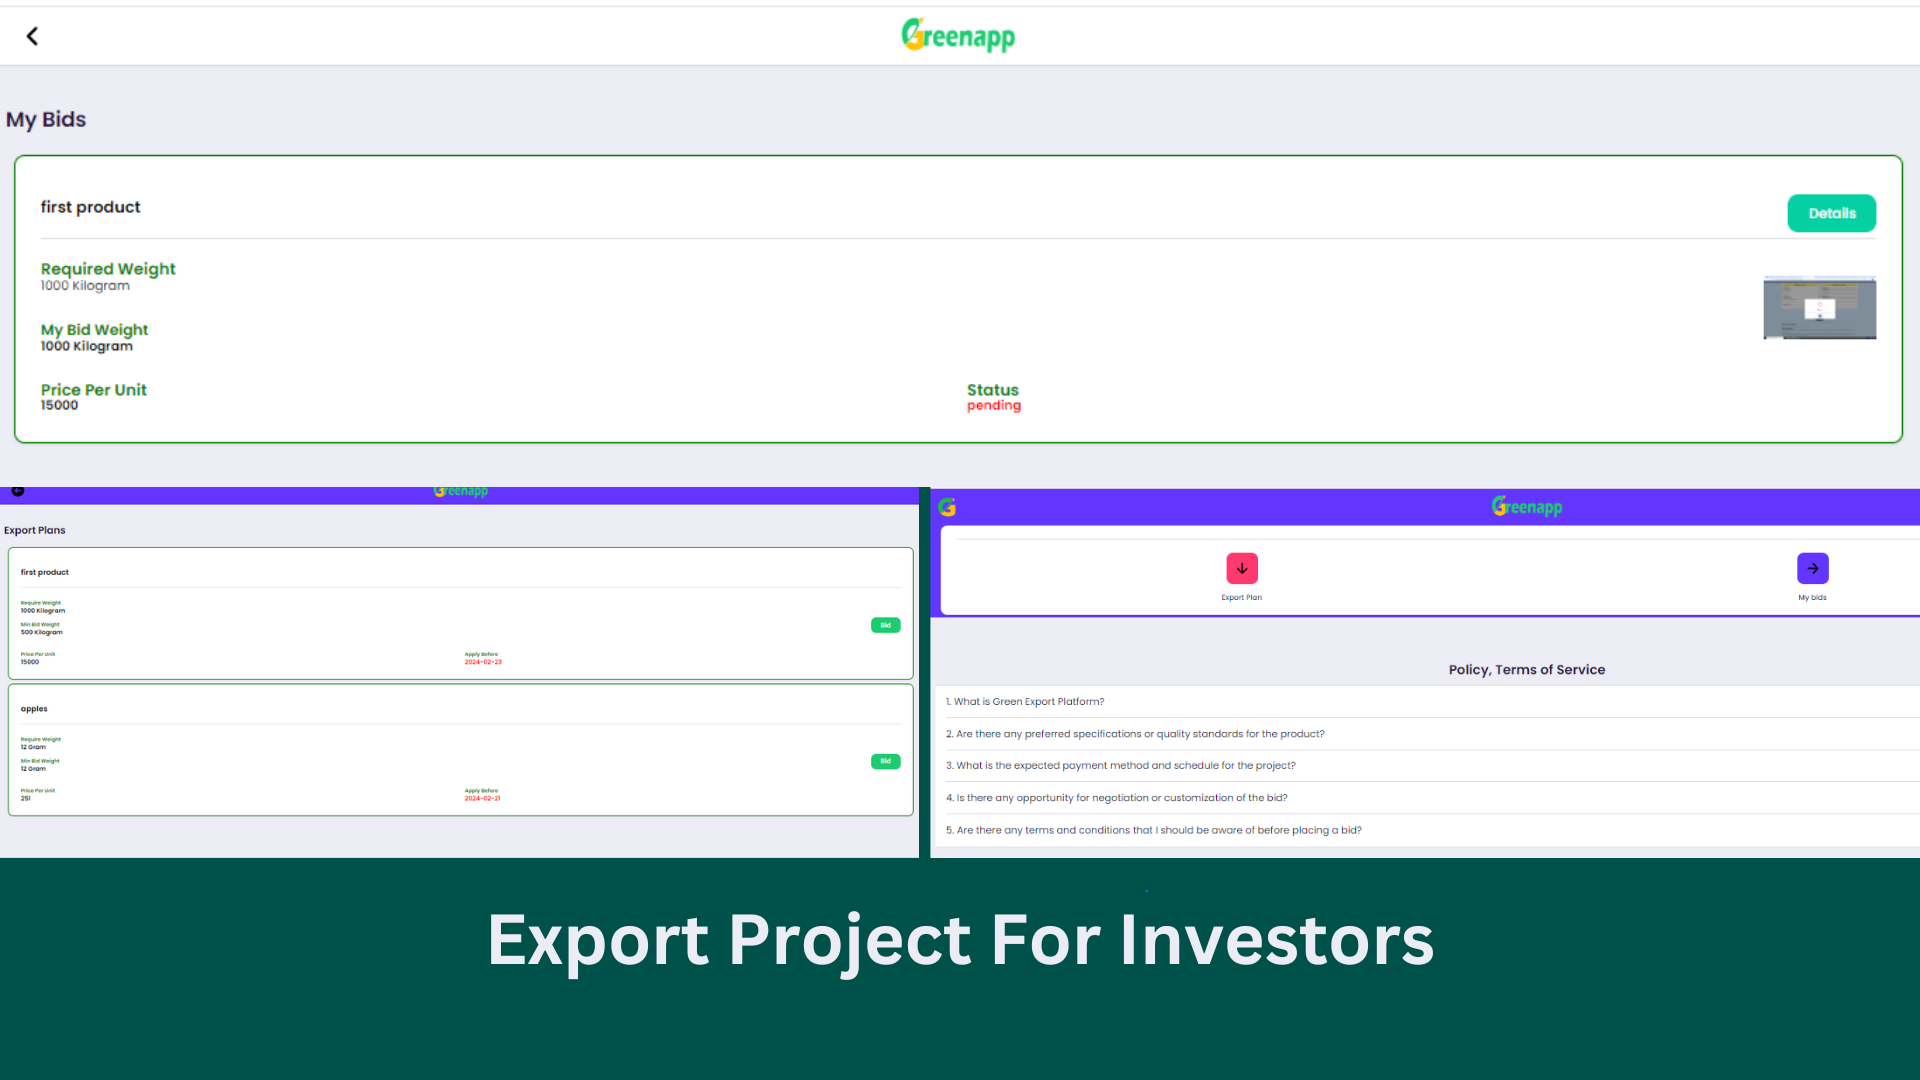 Greenapp
My Bids
first product
Details
Required Weight
1000 Kilogram
My Bid Weight
1000 Kilogram
Price Per Unit
15000
Status
pending
Greenapp
Export Plans
first product
Require Weight
1000 Kilogram
Min Bid Weight
500 Kilogram
Bid
Price Per Unit
15000
Apply Before
2024-02-23
apples
Require Weight
12 Gram
Min Bid Weight
12 Gram
Bid
Price Per Unit
251
Apply Before
2024-02-21
G
Greenapp
Export Plan
My bids
Policy, Terms of Service
1. What is Green Export Platform?
2. Are there any preferred specifications or quality standards for the product?
3. What is the expected payment method and schedule for the project?
4. Is there any opportunity for negotiation or customization of the bid?
5. Are there any terms and conditions that I should be aware of before placing a bid?
Export Project For Investors